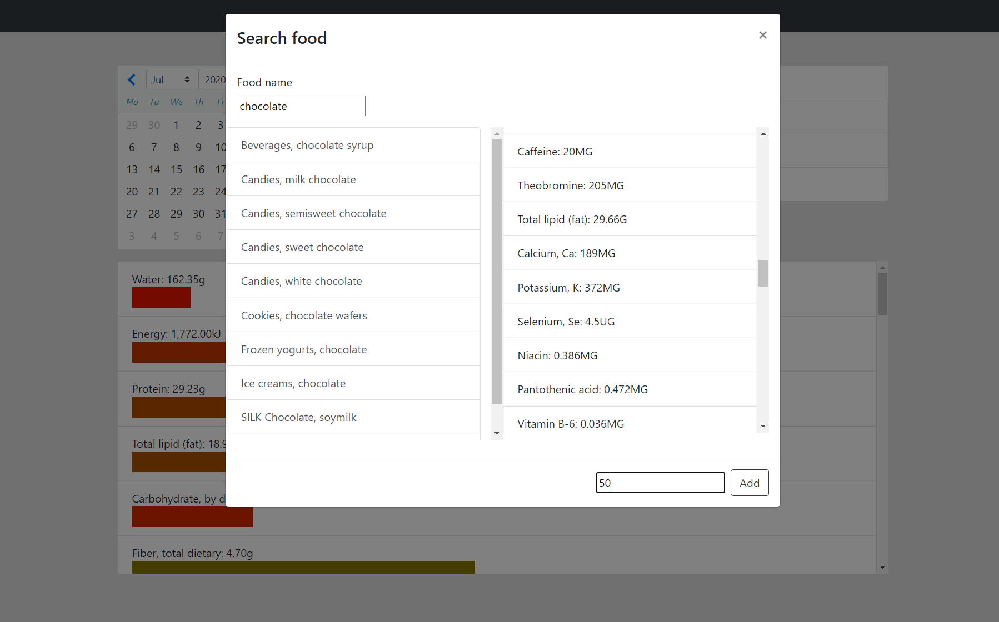 Search food
×
Food name
chocolate
Beverages, chocolate syrup
Candies, milk chocolate
Candies, semisweet chocolate
Candies, sweet chocolate
Candies, white chocolate
Cookies, chocolate wafers
Frozen yogurts, chocolate
Ice creams, chocolate
SILK Chocolate, soymilk
Caffeine: 20MG
Theobromine: 205MG
Total lipid (fat): 29.66G
Calcium, Ca: 189MG
Potassium, K: 372MG
Selenium, Se: 4.5UG
Niacin: 0.386MG
Pantothenic acid: 0.472MG
Vitamin B-6: 0.036MG
50
Add
Jul 2020
Mo Tu We Th Fr
29 30 1 2 3
6 7 8 9 10
13 14 15 16 17
20 21 22 23 24
27 28 29 30 31
3 4 5 6 7
Water: 162.35g
Energy: 1,772.00kJ
Protein: 29.23g
Total lipid (fat): 18.9
Carbohydrate, by d
Fiber, total dietary: 4.70g